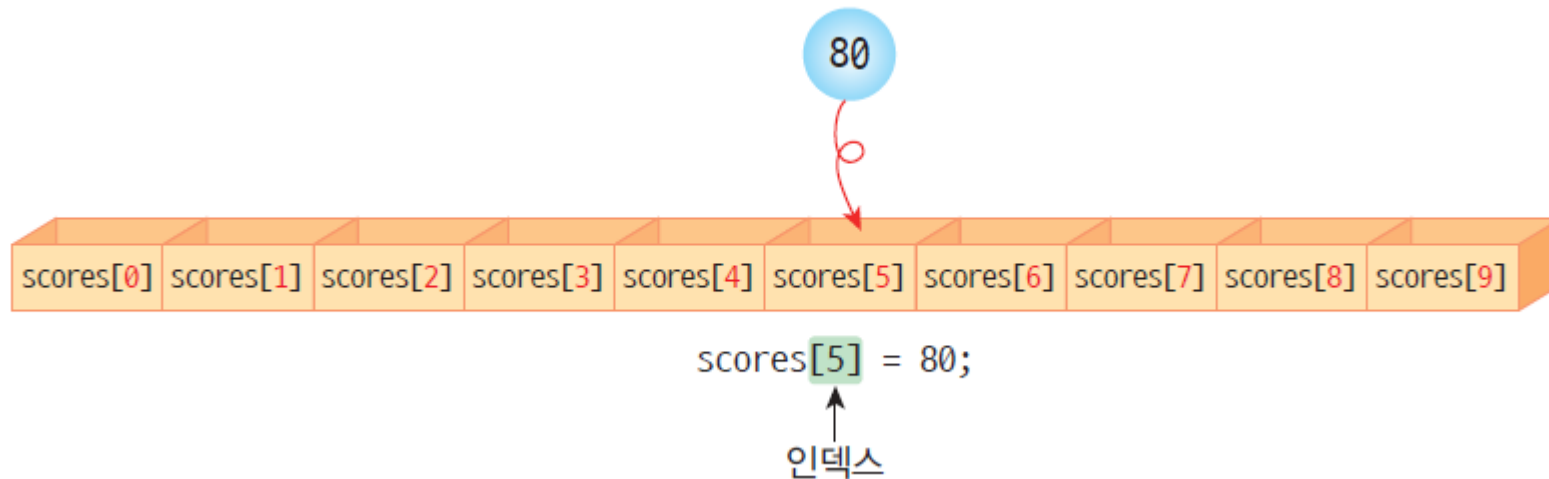 80
scores[0] scores[1] scores[2] scores[3] scores[4] scores[5] scores[6] scores[7] scores[8] scores[9]
scores[5] = 80;
인덱스